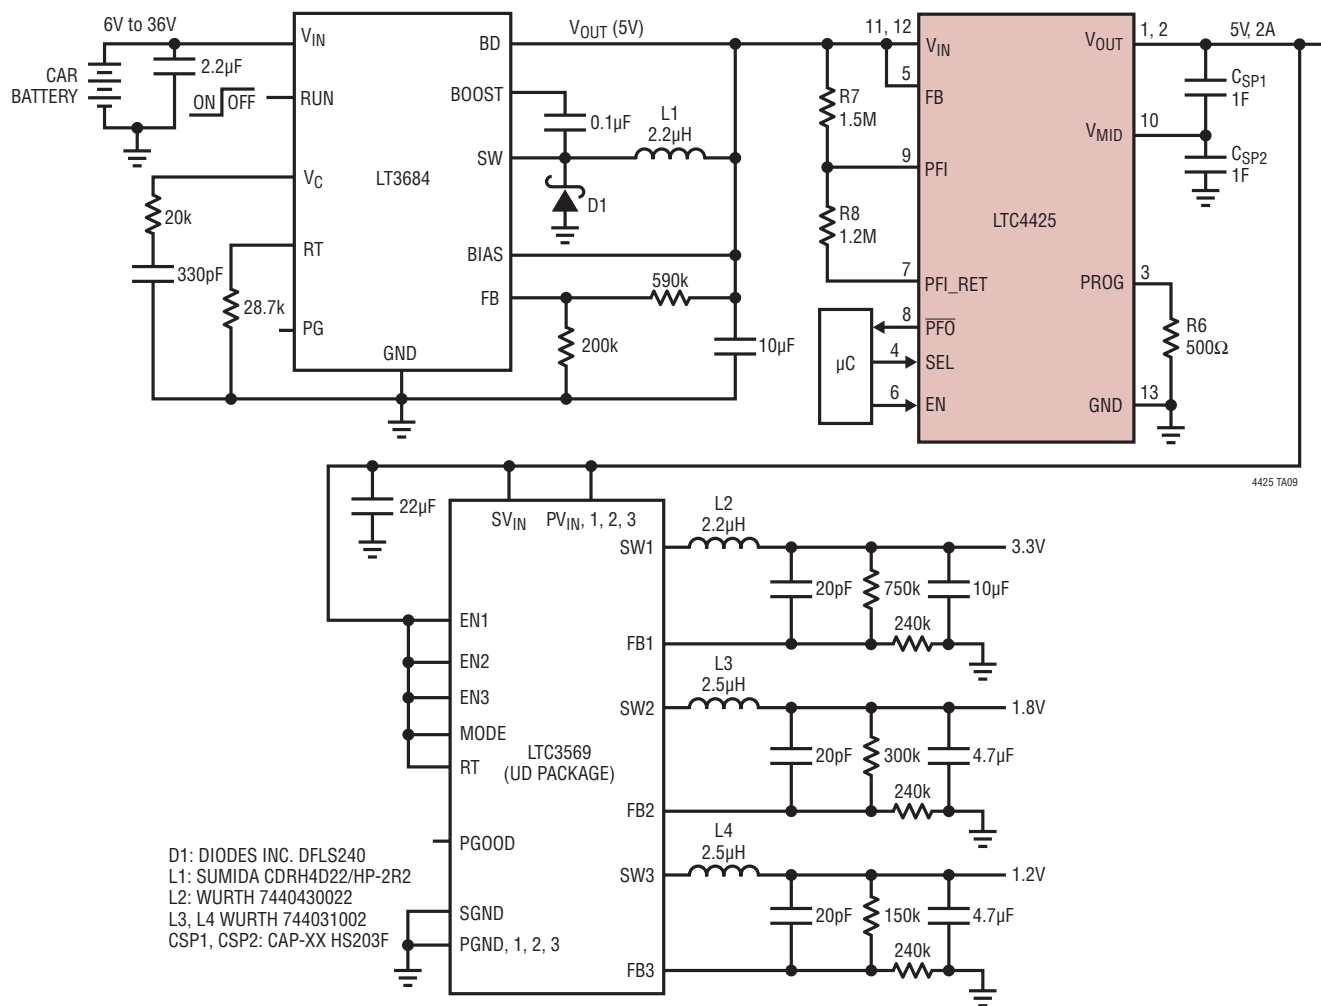 6V to 36V
CAR
BATTERY
2.2µF
ON OFF
VIN
RUN
VC
RT
PG
GND
LT3684
BD
BOOST
SW
BIAS
FB
20k
330pF
28.7k
VOUT (5V)
0.1µF
L1
2.2µH
D1
590k
200k
10µF
R7
1.5M
R8
1.2M
11, 12
5
9
7
8
4
6
µC
VIN
FB
PFI
PFI_RET
PFO
SEL
EN
LTC4425
VOUT
VMID
PROG
GND
1, 2
10
3
13
5V, 2A
CSP1
1F
CSP2
1F
R6
500Ω
4425 TA09
22µF
SVIN
PVIN, 1, 2, 3
EN1
EN2
EN3
MODE
RT
PGOOD
SGND
PGND, 1, 2, 3
LTC3569
(UD PACKAGE)
SW1
FB1
SW2
FB2
SW3
FB3
L2
2.2µH
3.3V
20pF
750k
10µF
240k
L3
2.5µH
1.8V
20pF
300k
4.7µF
240k
L4
2.5µH
1.2V
20pF
150k
4.7µF
240k
D1: DIODES INC. DFLS240
L1: SUMIDA CDRH4D22/HP-2R2
L2: WURTH 7440430022
L3, L4 WURTH 744031002
CSP1, CSP2: CAP-XX HS203F